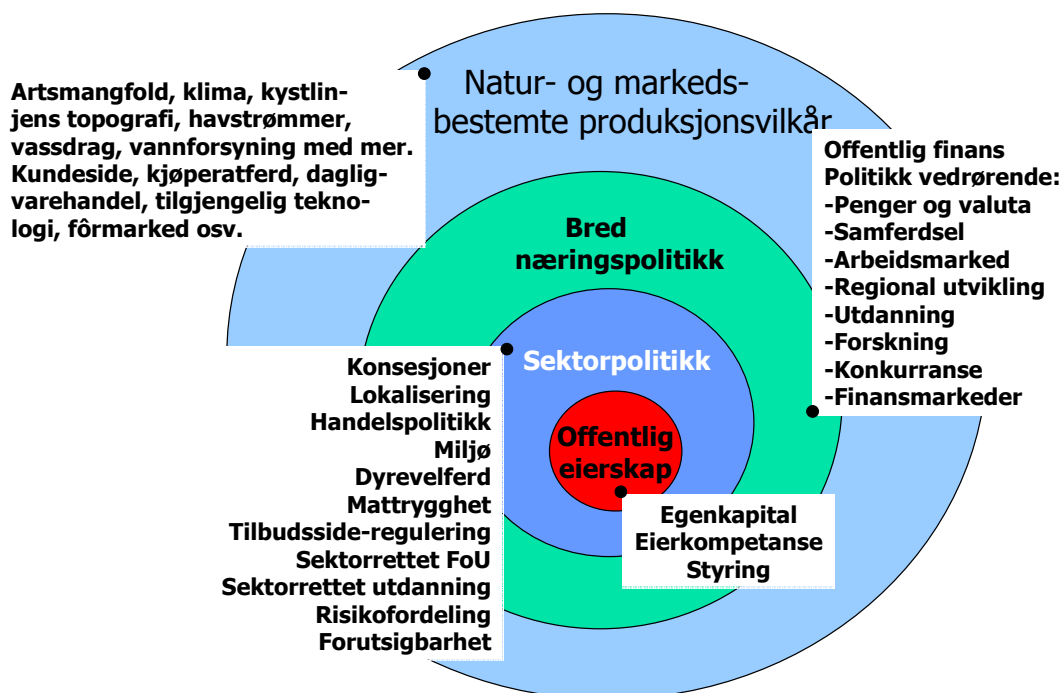 Natur- og markeds-
bestemte produksjonsvilkår
Artsmangfold, klima, kystlin-
jens topografi, havstrømmer,
vassdrag, vannforsyning med mer.
Kundeside, kjøperatferd, daglig-
varehandel, tilgjengelig tekno-
logi, fôrmarked osv.
Offentlig finans
Politikk vedrørende:
-Penger og valuta
-Samferdsel
-Arbeidsmarked
-Regional utvikling
-Utdanning
-Forskning
-Konkurranse
-Finansmarkeder
Bred
næringspolitikk
Sektorpolitikk
Konsesjoner
Lokalisering
Handelspolitikk
Miljø
Dyrevelferd
Mattrygghet
Tilbudsside-regulering
Sektorrettet FoU
Sektorrettet utdanning
Risikofordeling
Forutsigbarhet
Offentlig
eierskap
Egenkapital
Eierkompetanse
Styring